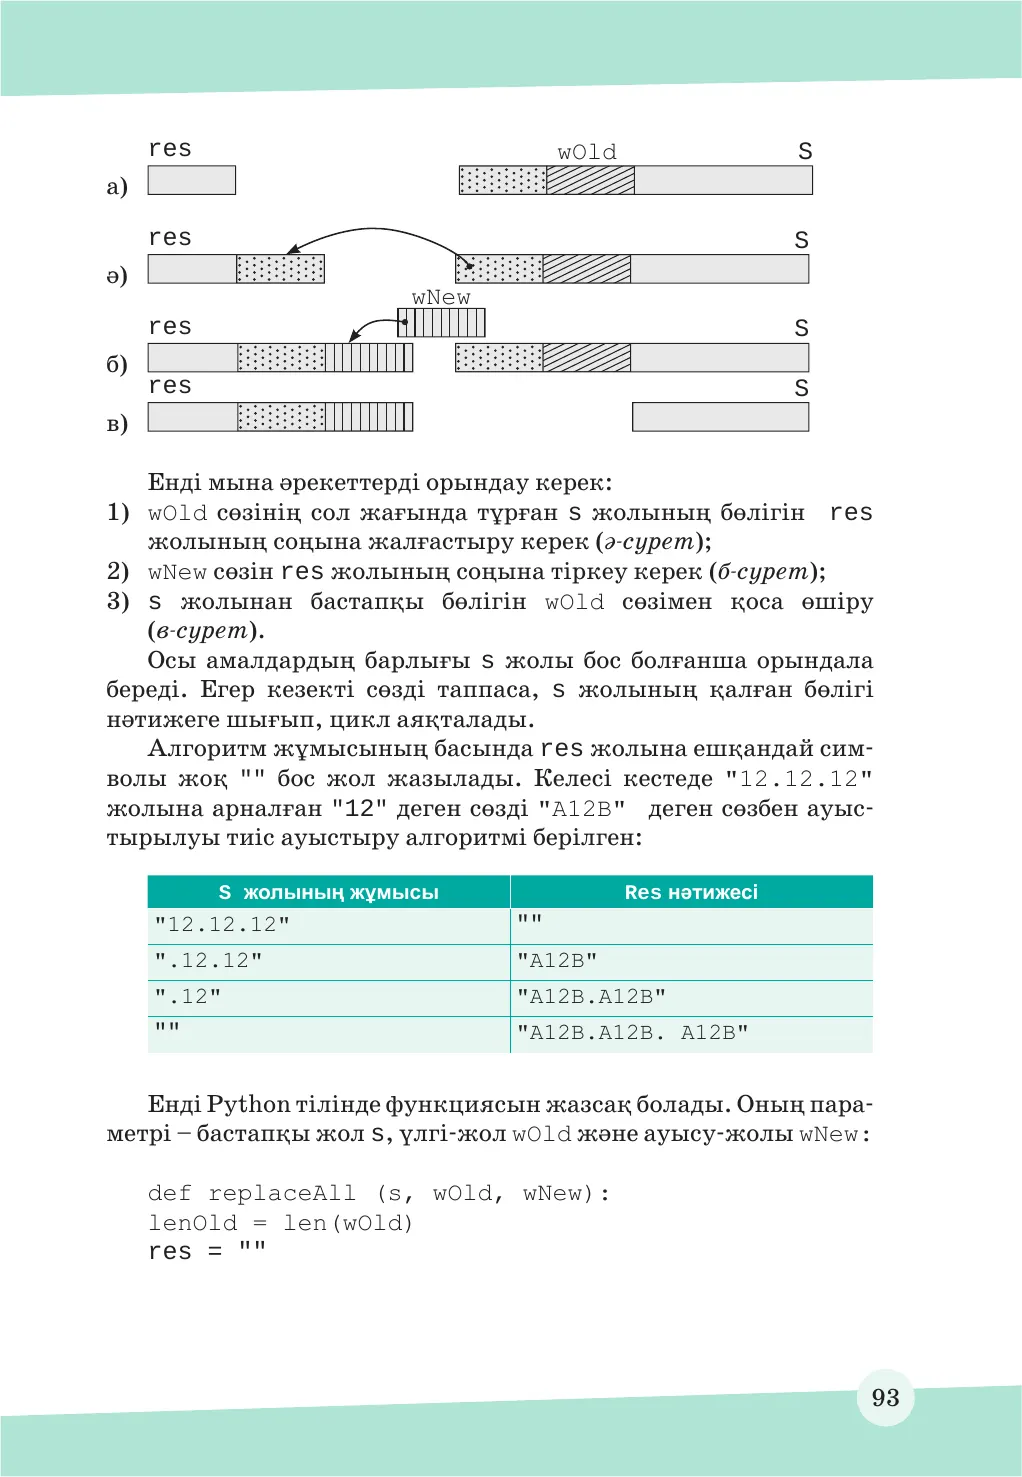 res wOld S
а)
res S
ә)
wNew
res S
б)
res S
в)
Енді мына әрекеттерді орындау керек:
1) wOld сөзінің сол жағында тұрған s жолының бөлігін res
жолының соңына жалғастыру керек (ә-сурет);
2) wNew сөзін res жолының соңына тіркеу керек (б-сурет);
3) s жолынан бастапқы бөлігін wOld сөзімен қоса өшіру
(в-сурет).
Осы амалдардың барлығы s жолы бос болғанша орындала
береді. Егер кезекті сөзді таппаса, s жолының қалған бөлігі
нәтижеге шығып, цикл аяқталады.
Алгоритм жұмысының басында res жолына ешқандай сим-
волы жоқ "" бос жол жазылады. Келесі кестеде "12.12.12"
жолына арналған "12" деген сөзді "A12B" деген сөзбен ауыс-
тырылуы тиіс ауыстыру алгоритмі берілген:
S жолының жұмысы Res нәтижесі
"12.12.12" ""
".12.12" "A12B"
".12" "A12B.A12B"
"" "A12B.A12B. A12B"
Енді Python тілінде функциясын жазсақ болады. Оның пара-
метрі – бастапқы жол s, үлгі-жол wOld және ауысу-жолы wNew:
def replaceAll (s, wOld, wNew):
lenOld = len(wOld)
res = ""
93